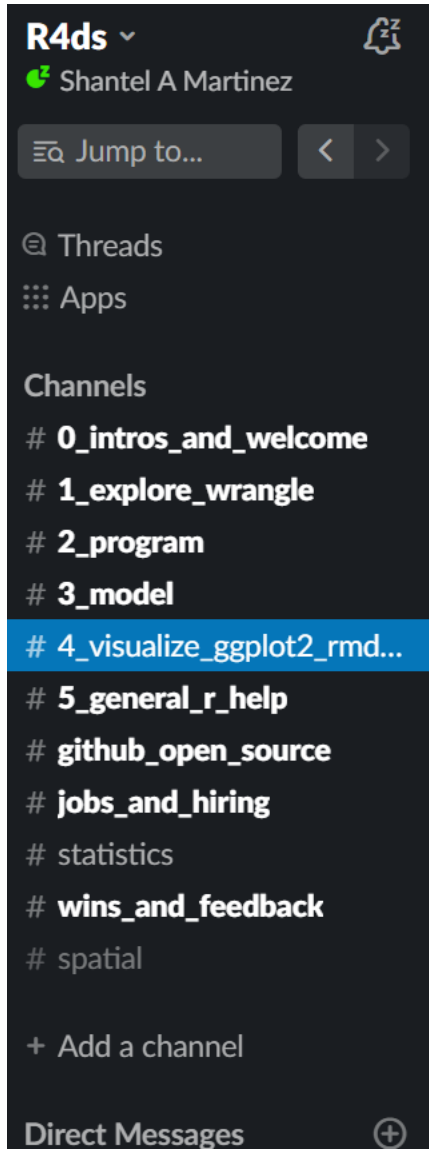 R4ds
Shantel A Martinez
Jump to...
Threads
Apps
Channels
# 0_intros_and_welcome
# 1_explore_wrangle
# 2_program
# 3_model
# 4_visualize_ggplot2_rmd...
# 5_general_r_help
# github_open_source
# jobs_and_hiring
# statistics
# wins_and_feedback
# spatial
+ Add a channel
Direct Messages